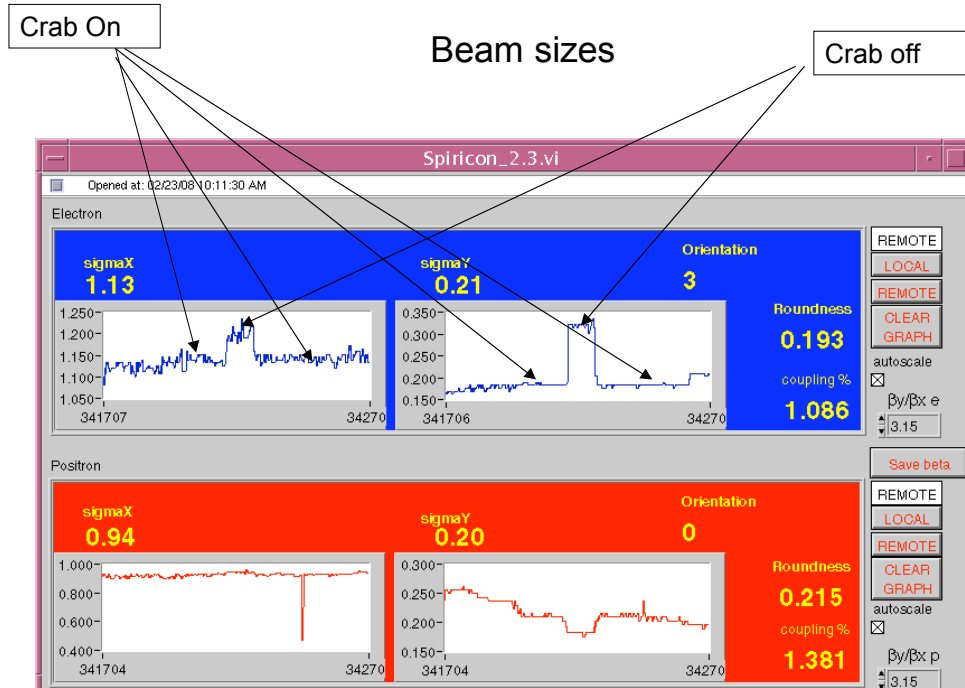 Crab On
Beam sizes
Crab off
Spiricon_2.3.vi
Opened at: 02/23/08 10:11:30 AM
Electron
sigmaX
1.13
sigmaY
0.21
Orientation
3
Roundness
0.193
coupling %
1.086
1.250
1.200
1.150
1.100
1.050
341707
34270
0.350
0.300
0.250
0.200
0.150
341706
34270
REMOTE
LOCAL
REMOTE
CLEAR
GRAPH
autoscale
βy/βx e
3.15
Save beta
Positron
sigmaX
0.94
sigmaY
0.20
Orientation
0
Roundness
0.215
coupling %
1.381
1.000
0.800
0.600
0.400
341704
34270
0.300
0.250
0.200
0.150
341704
34270
REMOTE
LOCAL
REMOTE
CLEAR
GRAPH
autoscale
βy/βx p
3.15